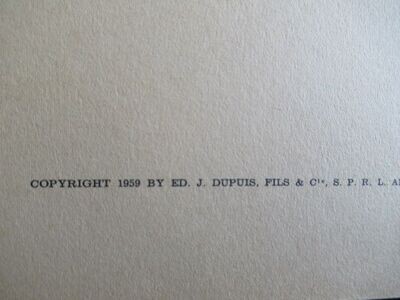 COPYRIGHT 1959 BY ED. J. DUPUIS, FILS & Cie, S. P. R. L.